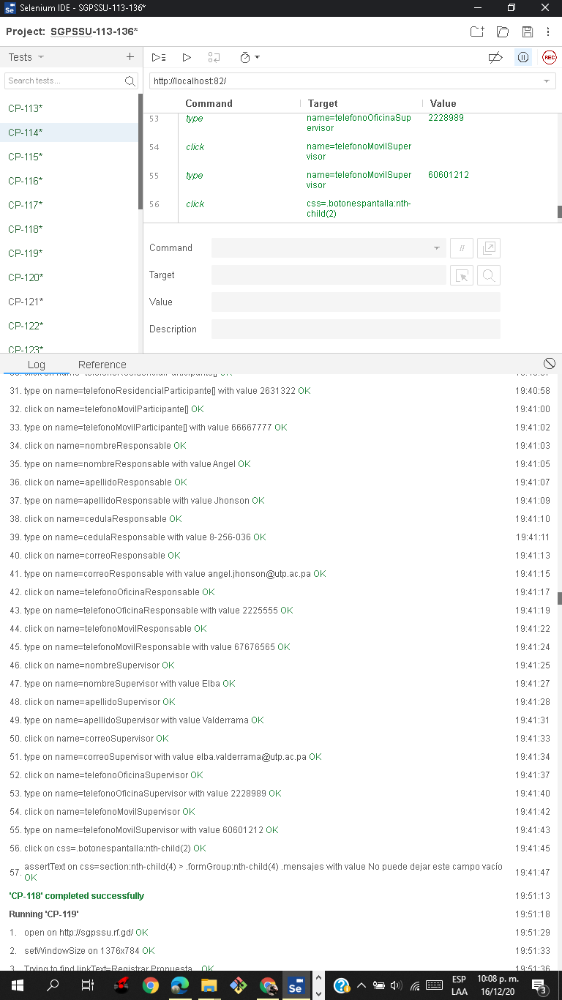 Selenium IDE - SGPSSU-113-136*
Project: SGPSSU-113-136*
Tests
Search tests...
CP-113*
CP-114*
CP-115*
CP-116*
CP-117*
CP-118*
CP-119*
CP-120*
CP-121*
CP-122*
CP-123*
REC
http://localhost:82/
Command Target Value
53 type name=telefonoOficinaSup 2228989
ervisor
54 click name=telefonoMovilSuper
visor
55 type name=telefonoMovilSuper 60601212
visor
56 click css=.botonespantalla:nth-
child(2)
Command //
Target
Value
Description
Log Reference
31. type on name=telefonoResidencialParticipante[] with value 2631322 OK 19:40:58
32. click on name=telefonoMovilParticipante[] OK 19:41:00
33. type on name=telefonoMovilParticipante[] with value 66667777 OK 19:41:02
34. click on name=nombreResponsable OK 19:41:03
35. type on name=nombreResponsable with value Angel OK 19:41:05
36. click on name=apellidoResponsable OK 19:41:07
37. type on name=apellidoResponsable with value Jhonson OK 19:41:09
38. click on name=cedulaResponsable OK 19:41:10
39. type on name=cedulaResponsable with value 8-256-036 OK 19:41:11
40. click on name=correoResponsable OK 19:41:13
41. type on name=correoResponsable with value angel.jhonson@utp.ac.pa OK 19:41:15
42. click on name=telefonoOficinaResponsable OK 19:41:17
43. type on name=telefonoOficinaResponsable with value 2225555 OK 19:41:19
44. click on name=telefonoMovilResponsable OK 19:41:22
45. type on name=telefonoMovilResponsable with value 67676565 OK 19:41:24
46. click on name=nombreSupervisor OK 19:41:25
47. type on name=nombreSupervisor with value Elba OK 19:41:27
48. click on name=apellidoSupervisor OK 19:41:28
49. type on name=apellidoSupervisor with value Valderrama OK 19:41:31
50. click on name=correoSupervisor OK 19:41:33
51. type on name=correoSupervisor with value elba.valderrama@utp.ac.pa OK 19:41:34
52. click on name=telefonoOficinaSupervisor OK 19:41:37
53. type on name=telefonoOficinaSupervisor with value 2228989 OK 19:41:40
54. click on name=telefonoMovilSupervisor OK 19:41:42
55. type on name=telefonoMovilSupervisor with value 60601212 OK 19:41:43
56. click on css=.botonespantalla:nth-child(2) OK 19:41:45
57. assertText on css=section:nth-child(4) > .formGroup:nth-child(4) .mensajes with value No puede dejar este campo vacío 19:41:47
OK
'CP-118' completed successfully 19:51:13
Running 'CP-119' 19:51:18
1. open on http://sgpssu.rf.gd/ OK 19:51:29
2. setWindowSize on 1376x784 OK 19:51:33
3. Trying to find linkText=Registrar Propuesta... OK 19:51:36
Se
ESP 10:08 p. m.
LAA 16/12/20
3